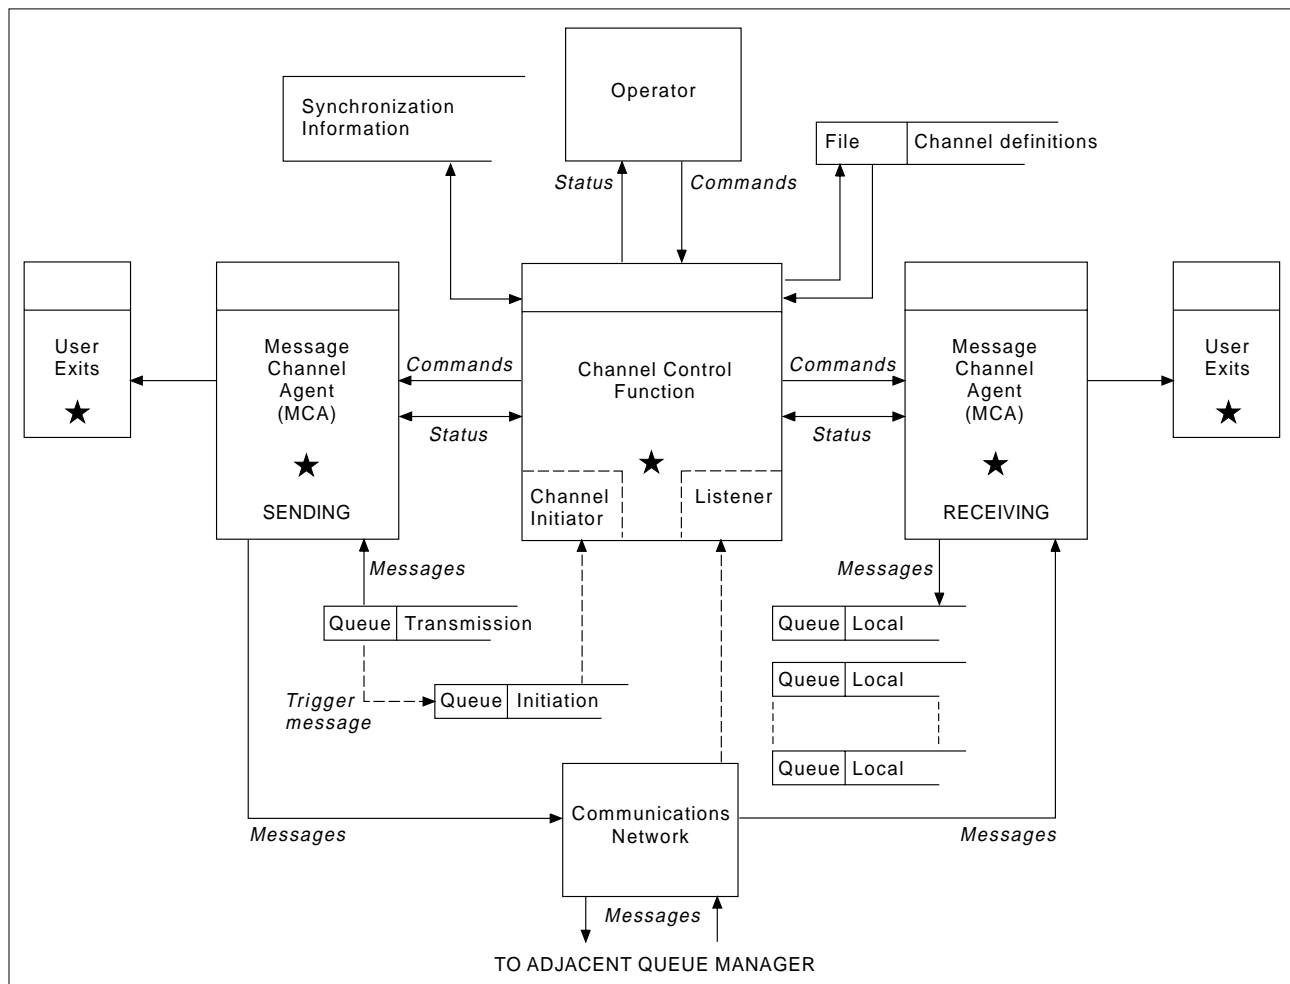 Operator
Synchronization
Information
File
Channel definitions
Status
Commands
User
Exits
Message
Channel
Agent
(MCA)
SENDING
Commands
Status
Channel Control
Function
Channel
Initiator
Listener
Commands
Status
Message
Channel
Agent
(MCA)
RECEIVING
User
Exits
Messages
Queue
Transmission
Trigger
message
Queue
Initiation
Messages
Queue
Local
Queue
Local
Queue
Local
Communications
Network
Messages
Messages
Messages
TO ADJACENT QUEUE MANAGER